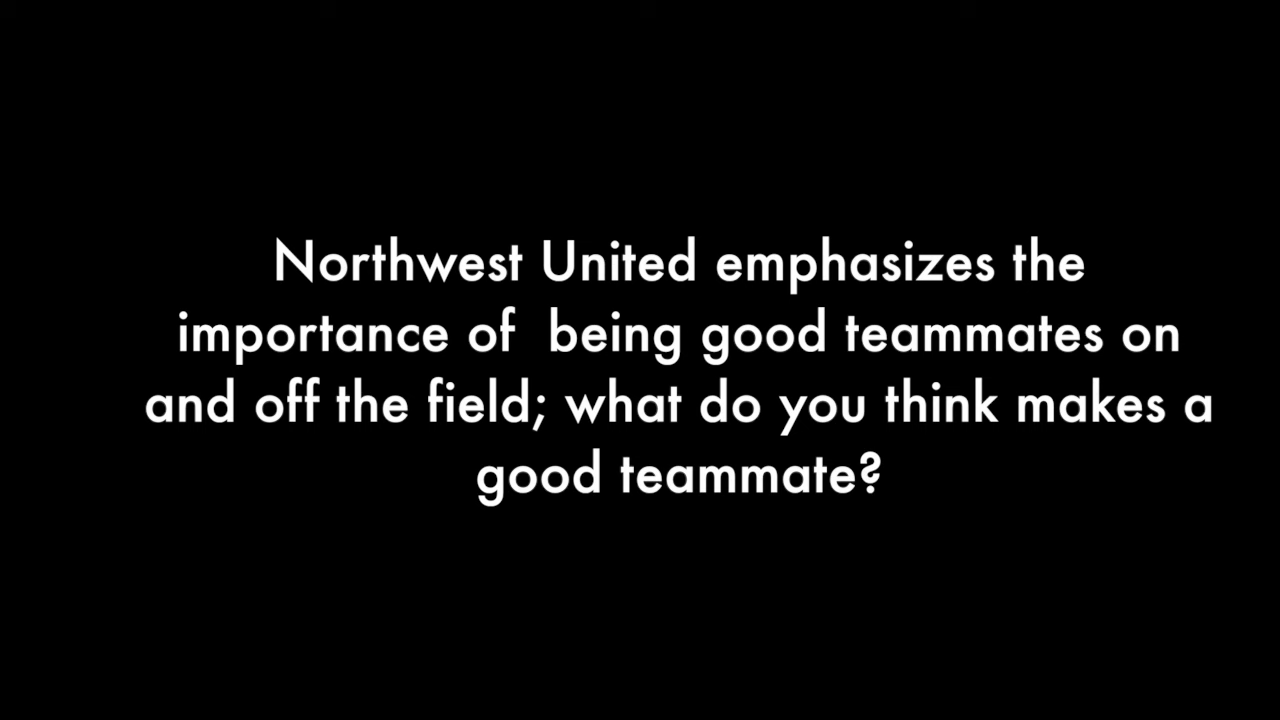 Northwest United emphasizes the
importance of  being good teammates on
and off the field; what do you think makes a
good teammate?